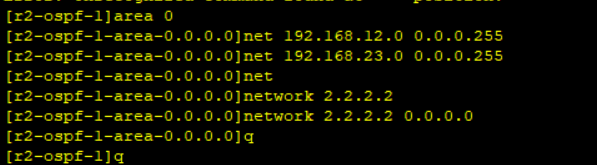 [r2-ospf-1]area 0
[r2-ospf-1-area-0.0.0.0]net 192.168.12.0 0.0.0.255
[r2-ospf-1-area-0.0.0.0]net 192.168.23.0 0.0.0.255
[r2-ospf-1-area-0.0.0.0]net
[r2-ospf-1-area-0.0.0.0]network 2.2.2.2
[r2-ospf-1-area-0.0.0.0]network 2.2.2.2 0.0.0.0
[r2-ospf-1-area-0.0.0.0]q
[r2-ospf-1]q